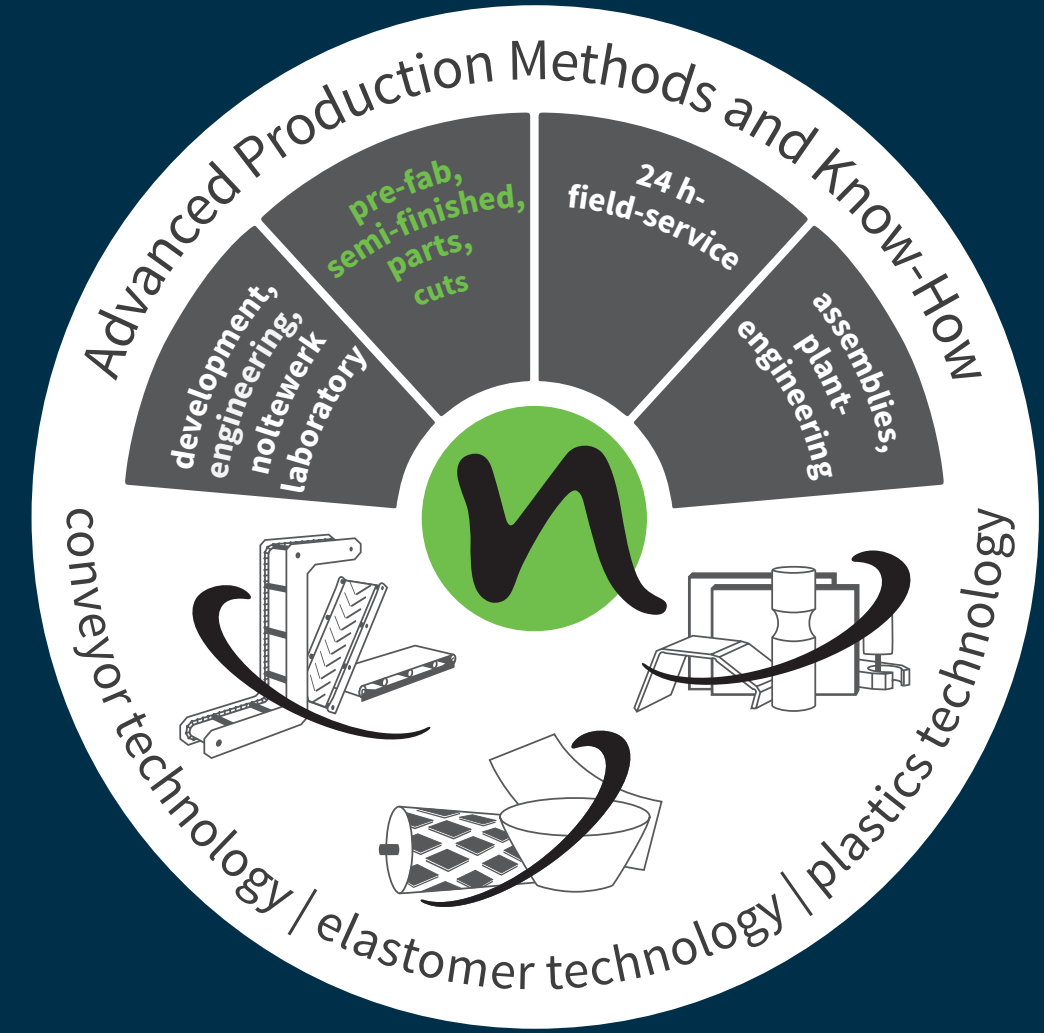 Advanced Production Methods and Know-How
development,
engineering,
noltewerk
laboratory
pre-fab,
semi-finished,
parts,
cuts
24 h-
field-service
assemblies,
plant-
engineering
n
conveyor technology | elastomer technology | plastics technology